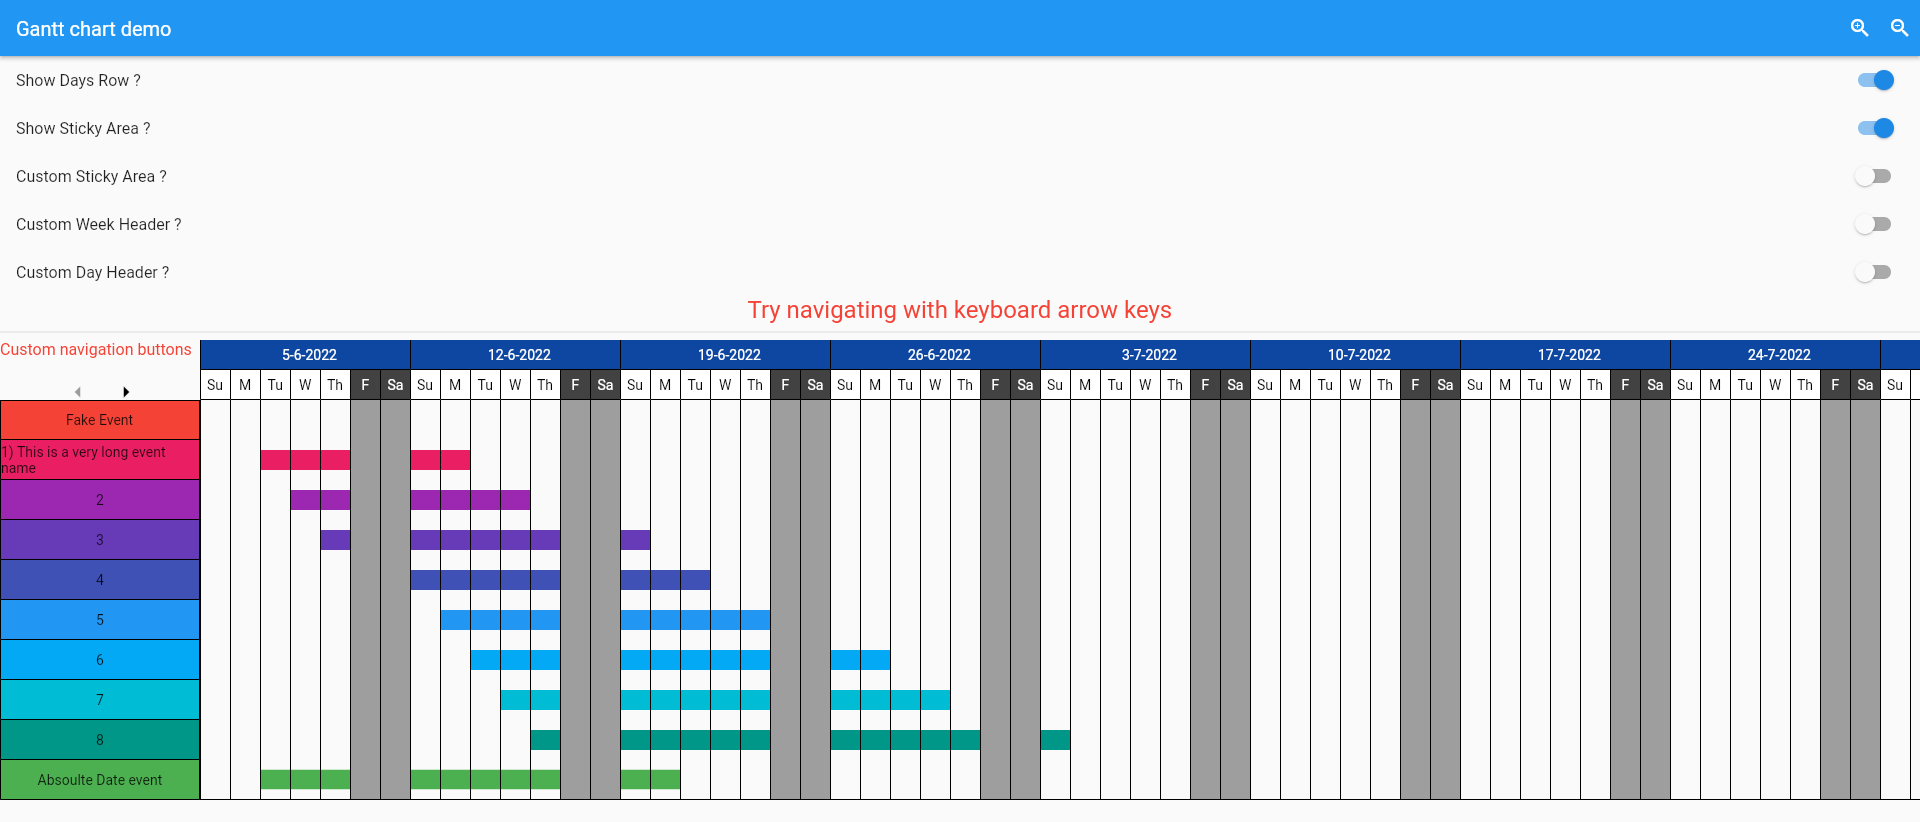 Gantt chart demo
Show Days Row ?
Show Sticky Area ?
Custom Sticky Area ?
Custom Week Header ?
Custom Day Header ?
Try navigating with keyboard arrow keys
Custom navigation buttons
5-6-2022 12-6-2022 19-6-2022 26-6-2022 3-7-2022 10-7-2022 17-7-2022 24-7-2022
Su M Tu W Th F Sa Su M Tu W Th F Sa Su M Tu W Th F Sa Su M Tu W Th F Sa Su M Tu W Th F Sa Su M Tu W Th F Sa Su M Tu W Th F Sa Su M Tu W Th F Sa Su
Fake Event
1) This is a very long event
name
2
3
4
5
6
7
8
Absoulte Date event